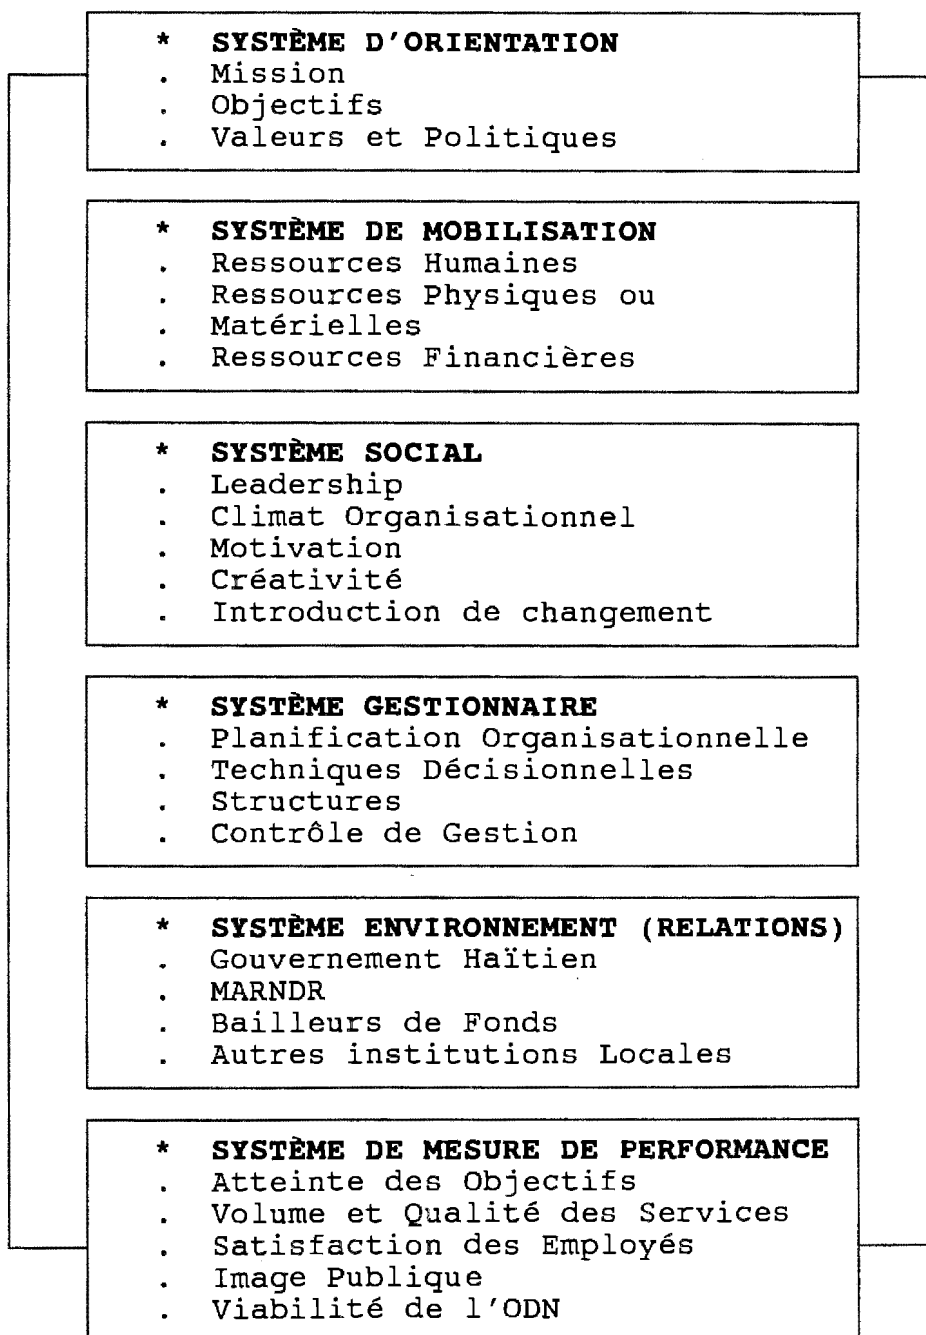 * SYSTÈME D'ORIENTATION
. Mission
. Objectifs
. Valeurs et Politiques
* SYSTÈME DE MOBILISATION
. Ressources Humaines
. Ressources Physiques ou
. Matérielles
. Ressources Financières
* SYSTÈME SOCIAL
. Leadership
. Climat Organisationnel
. Motivation
. Créativité
. Introduction de changement
* SYSTÈME GESTIONNAIRE
. Planification Organisationnelle
. Techniques Décisionnelles
. Structures
. Contrôle de Gestion
* SYSTÈME ENVIRONNEMENT (RELATIONS)
. Gouvernement Haïtien
. MARNDR
. Bailleurs de Fonds
. Autres institutions Locales
* SYSTÈME DE MESURE DE PERFORMANCE
. Atteinte des Objectifs
. Volume et Qualité des Services
. Satisfaction des Employés
. Image Publique
. Viabilité de l'ODN